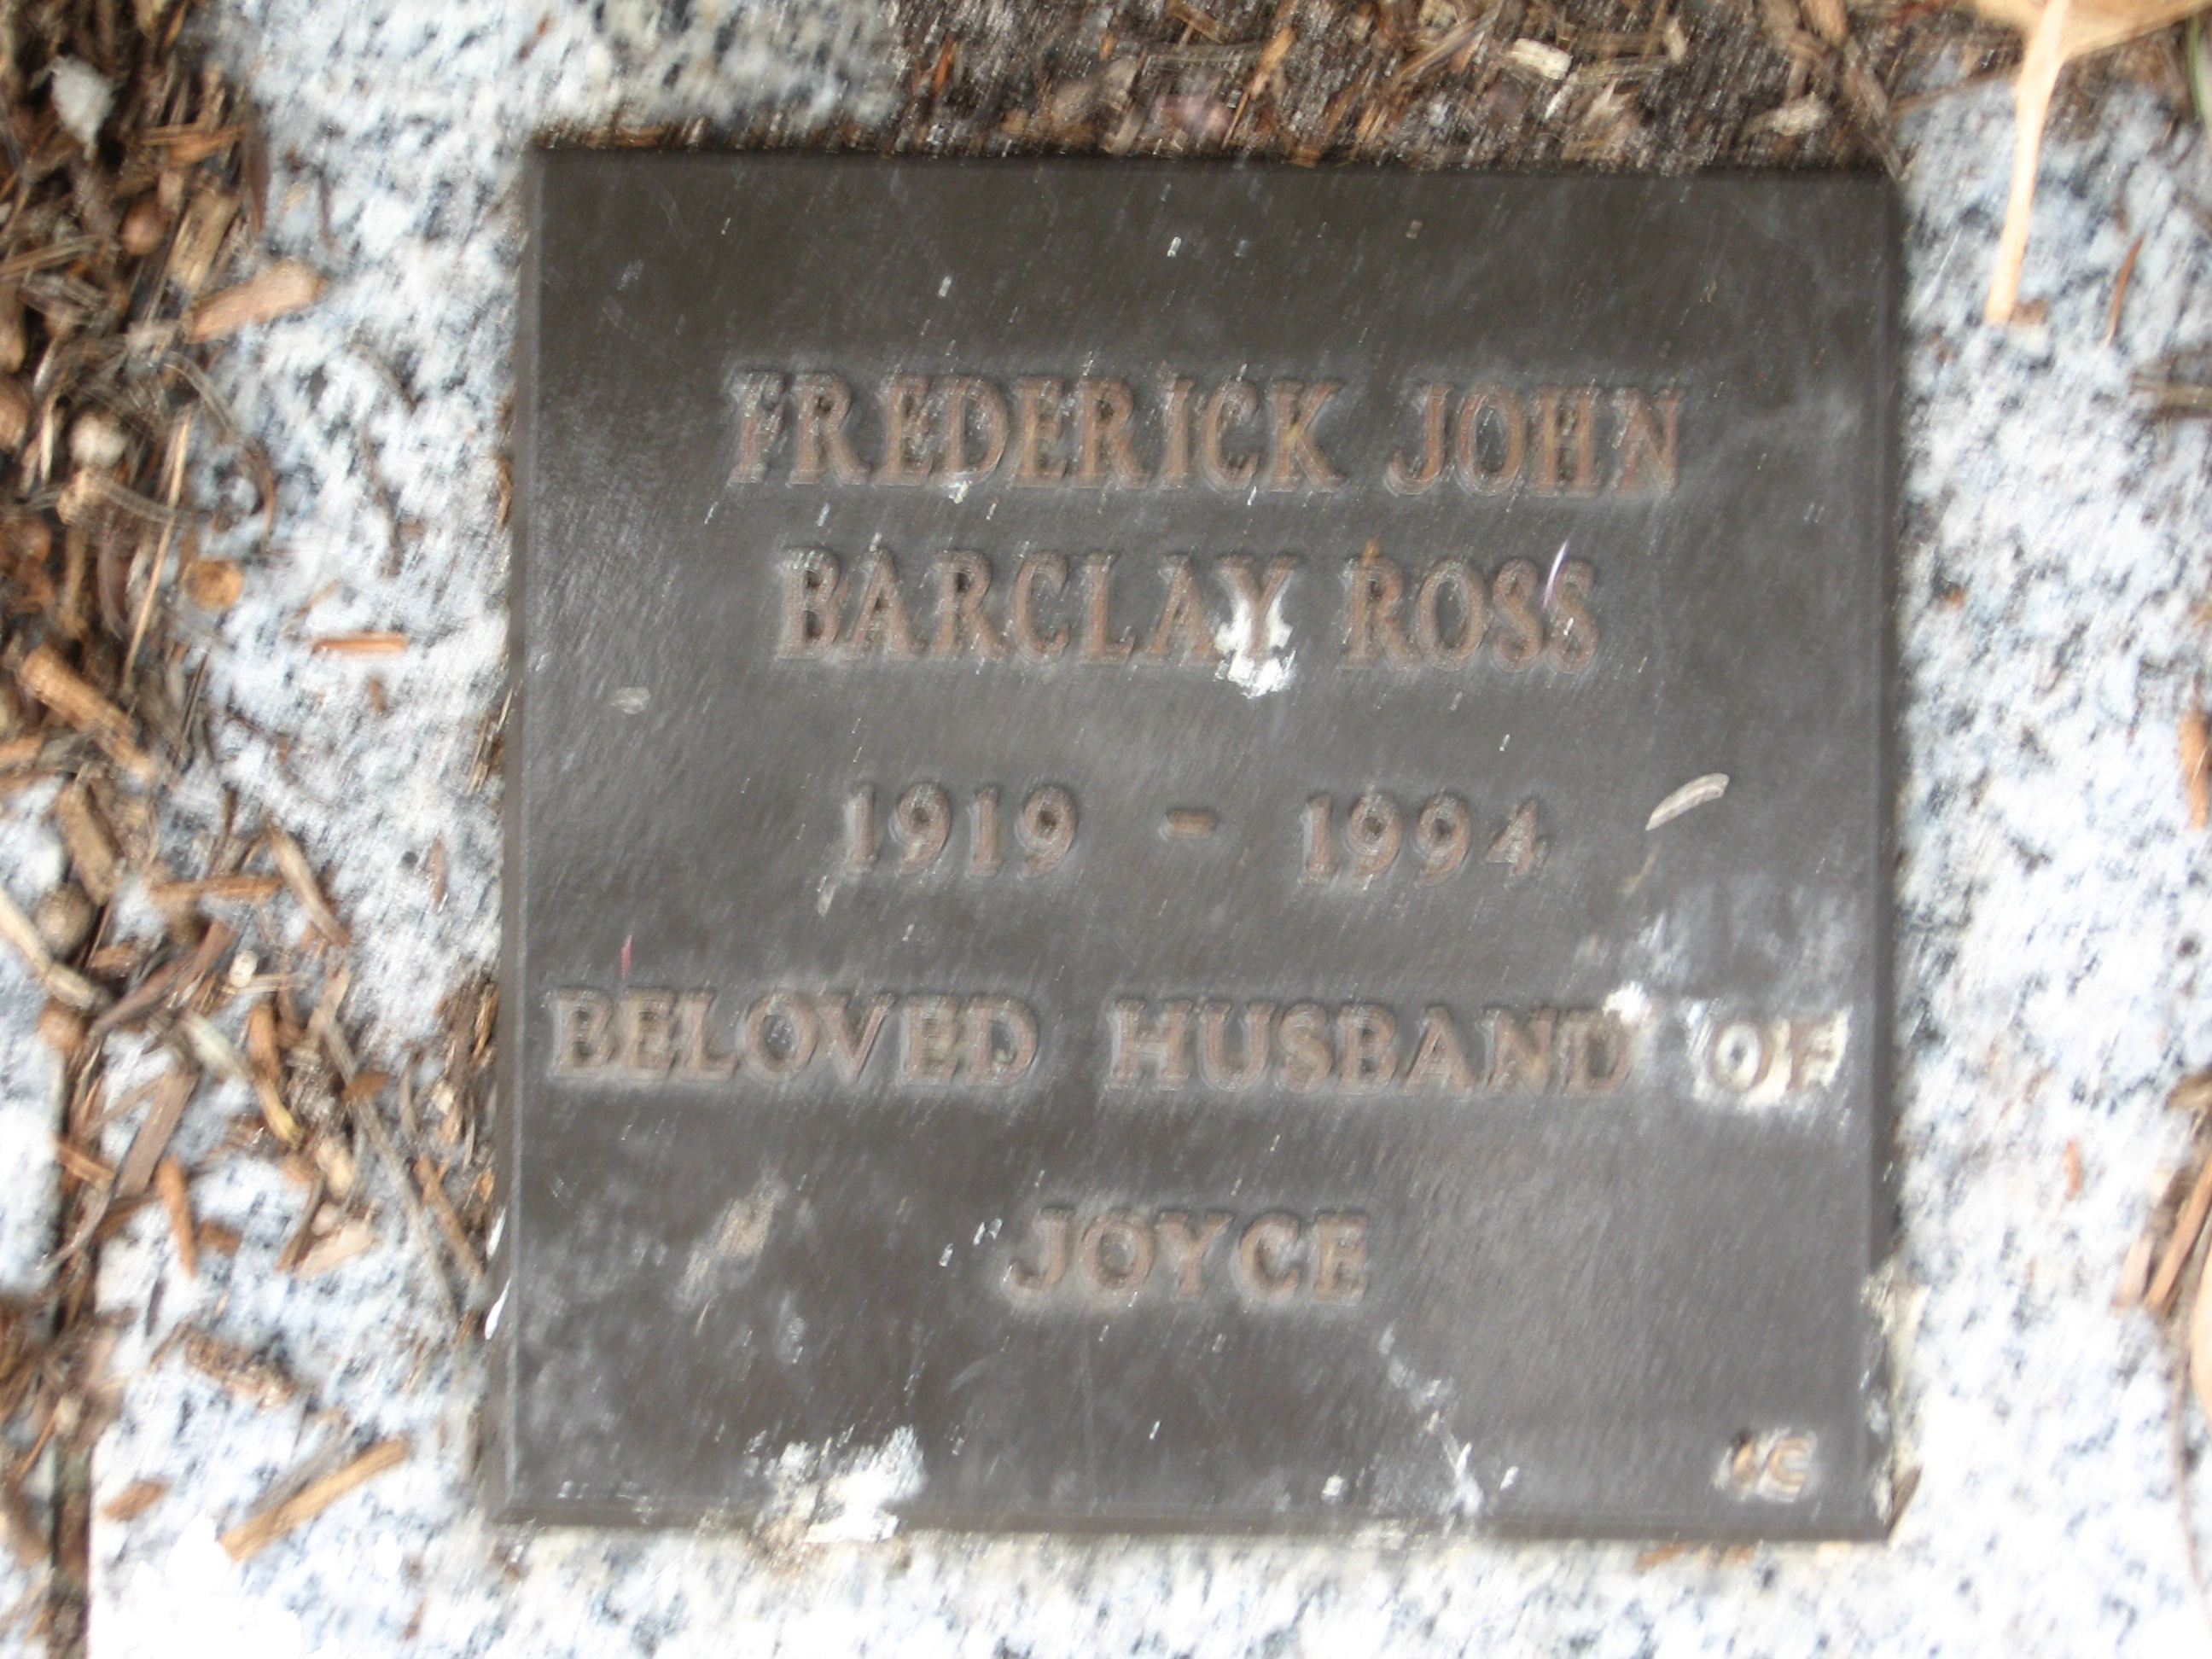 FREDERICK JOHN
BARCLAY ROSS
1919 - 1994
BELOVED HUSBAND OF
JOYCE